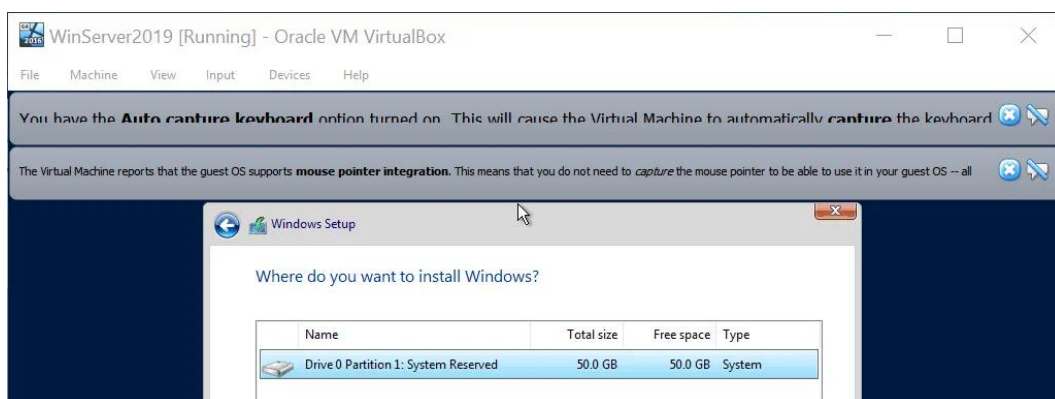 WinServer2019 [Running] - Oracle VM VirtualBox
File Machine View Input Devices Help
You have the Auto capture keyboard option turned on. This will cause the Virtual Machine to automatically capture the keyboard
The Virtual Machine reports that the guest OS supports mouse pointer integration. This means that you do not need to capture the mouse pointer to be able to use it in your guest OS -- all
Windows Setup
Where do you want to install Windows?
Name Total size Free space Type
Drive 0 Partition 1: System Reserved 50.0 GB 50.0 GB System